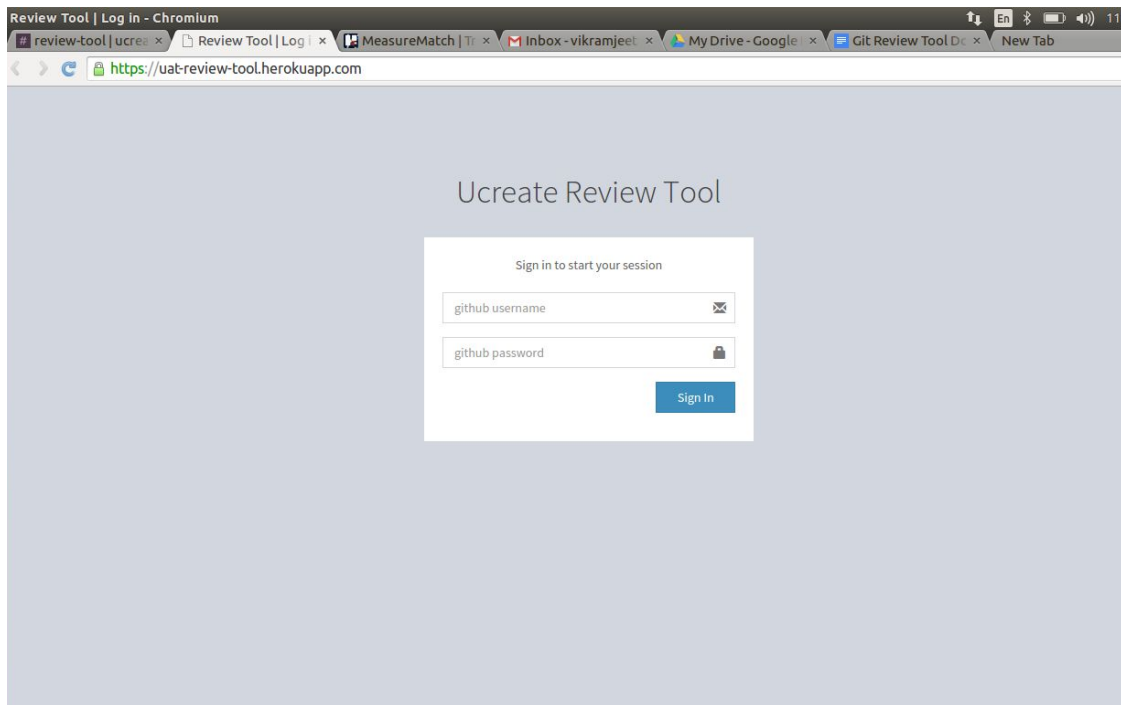 Review Tool | Log in - Chromium En 11
# review-tool | ucrea × Review Tool | Log i × MeasureMatch | Tr × Inbox - vikramjeet × My Drive - Google × Git Review Tool Do × New Tab
https://uat-review-tool.herokuapp.com
Ucreate Review Tool
Sign in to start your session
github username
github password
Sign In